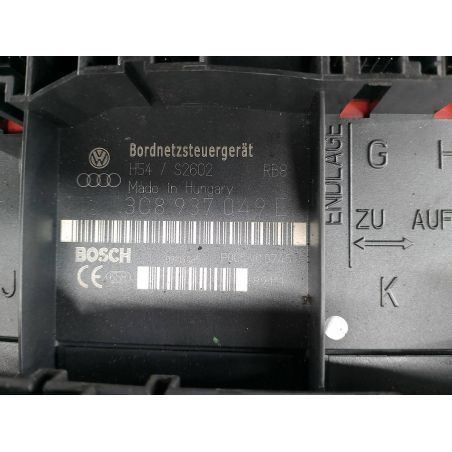 Bordnetzsteuergerät
H54 / S2602 RB8
Made in Hungary
3C8 937 049 E
BOSCH
CE
ENDLAGE
G H
ZU AUF
J
K